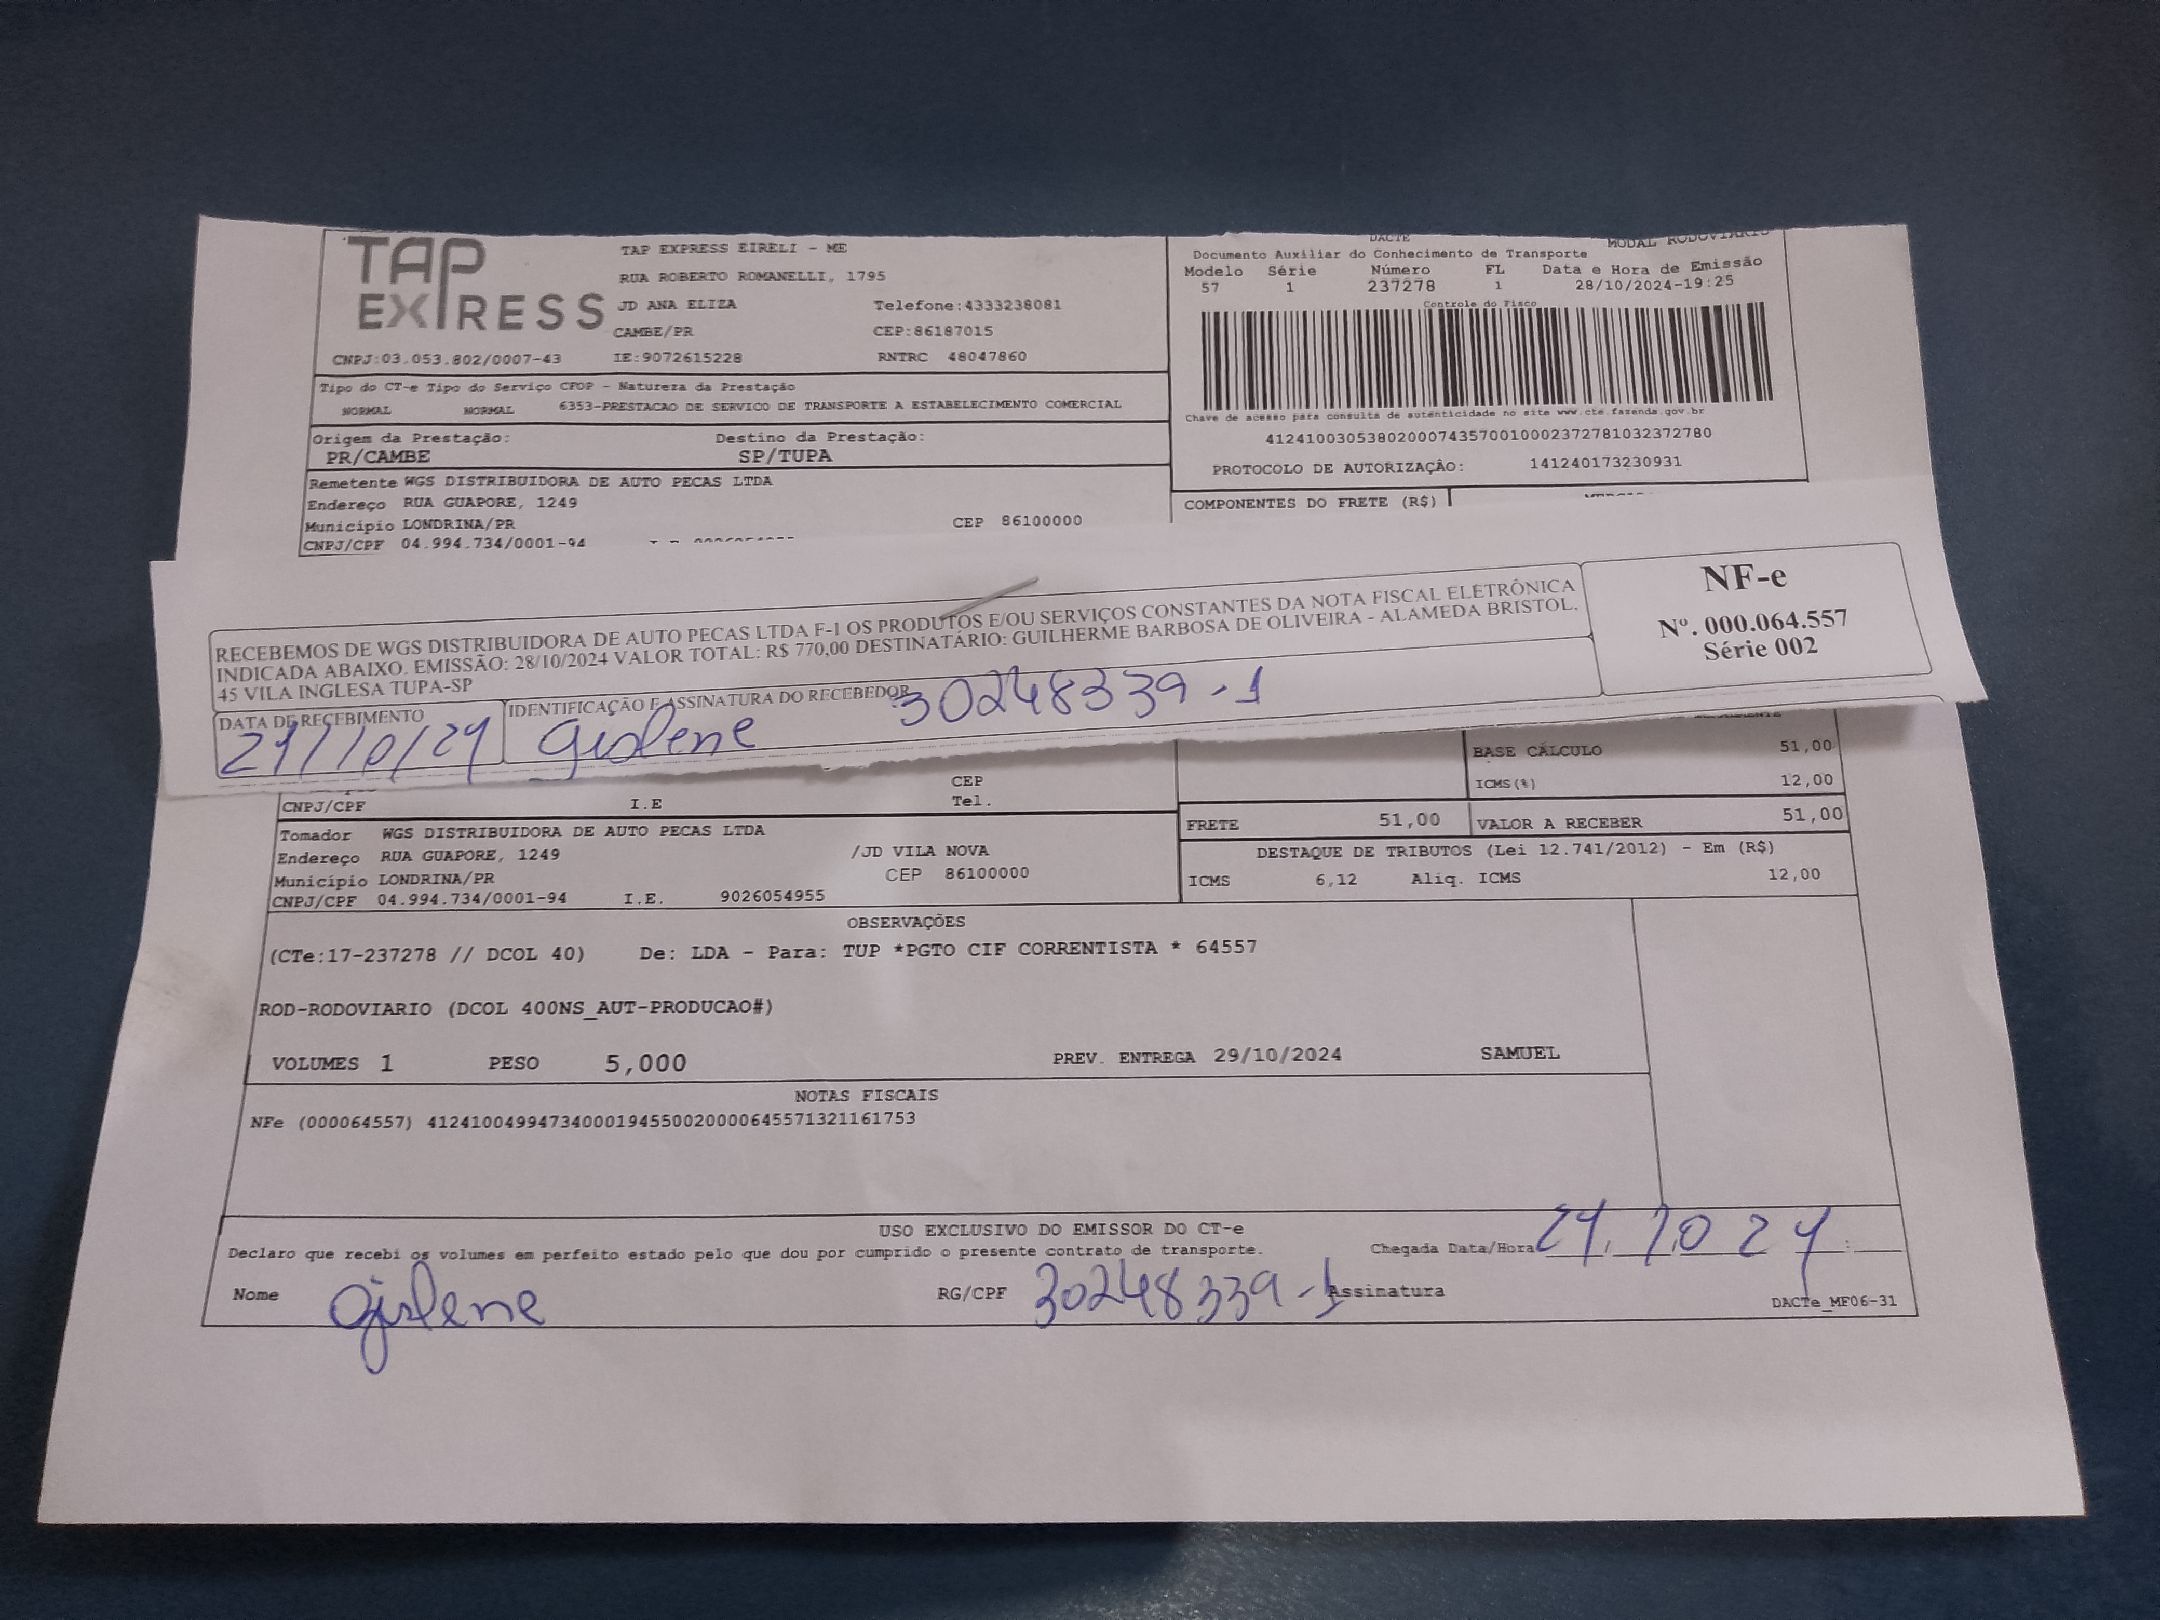 TAP EXPRESS
TAP EXPRESS EIRELI - ME
RUA ROBERTO ROMANELLI, 1795
JD ANA ELIZA Telefone:4333238081
CAMBE/PR CEP:86187015
CNPJ:03.053.802/0007-43 IE:9072615228 RNTRC 48047860
DACTE MODAL RODOVIARIO
Documento Auxiliar do Conhecimento de Transporte
Modelo Série Número FL Data e Hora de Emissão
57 1 237278 1 28/10/2024-19:25
Controle do Fisco
Tipo do CT-e Tipo do Serviço CFOP - Natureza da Prestação
NORMAL NORMAL 6353-PRESTACAO DE SERVICO DE TRANSPORTE A ESTABELECIMENTO COMERCIAL
Chave de acesso para consulta de autenticidade no site www.cte.fazenda.gov.br
41241003053802000743570010002372781032372780
PROTOCOLO DE AUTORIZAÇÃO: 141240173230931
Origem da Prestação: Destino da Prestação:
PR/CAMBE SP/TUPA
Remetente WGS DISTRIBUIDORA DE AUTO PECAS LTDA
Endereço RUA GUAPORE, 1249
Município LONDRINA/PR CEP 86100000
CNPJ/CPF 04.994.734/0001-94
COMPONENTES DO FRETE (R$)
RECEBEMOS DE WGS DISTRIBUIDORA DE AUTO PECAS LTDA F-1 OS PRODUTOS E/OU SERVIÇOS CONSTANTES DA NOTA FISCAL ELETRÔNICA
INDICADA ABAIXO. EMISSÃO: 28/10/2024 VALOR TOTAL: R$ 770,00 DESTINATÁRIO: GUILHERME BARBOSA DE OLIVEIRA - ALAMEDA BRISTOL,
45 VILA INGLESA TUPA-SP
NF-e
Nº. 000.064.557
Série 002
DATA DE RECEBIMENTO IDENTIFICAÇÃO E ASSINATURA DO RECEBEDOR
Gislene 30248339-1
BASE CÁLCULO 51,00
ICMS(%) 12,00
CEP
CNPJ/CPF I.E Tel.
FRETE 51,00 VALOR A RECEBER 51,00
Tomador WGS DISTRIBUIDORA DE AUTO PECAS LTDA
Endereço RUA GUAPORE, 1249 /JD VILA NOVA
Município LONDRINA/PR CEP 86100000
CNPJ/CPF 04.994.734/0001-94 I.E. 9026054955
DESTAQUE DE TRIBUTOS (Lei 12.741/2012) - Em (R$)
ICMS 6,12 Aliq. ICMS 12,00
OBSERVAÇÕES
(CTe:17-237278 // DCOL 40) De: LDA - Para: TUP *PGTO CIF CORRENTISTA * 64557
ROD-RODOVIARIO (DCOL 400NS_AUT-PRODUCAO#)
VOLUMES 1 PESO 5,000 PREV. ENTREGA 29/10/2024 SAMUEL
NOTAS FISCAIS
NFe (000064557) 41241004994734000194550020000645571321161753
USO EXCLUSIVO DO EMISSOR DO CT-e
Declaro que recebi os volumes em perfeito estado pelo que dou por cumprido o presente contrato de transporte. Chegada Data/Hora
Nome Gislene RG/CPF 30248339-1 Assinatura
DACTe_MF06-31